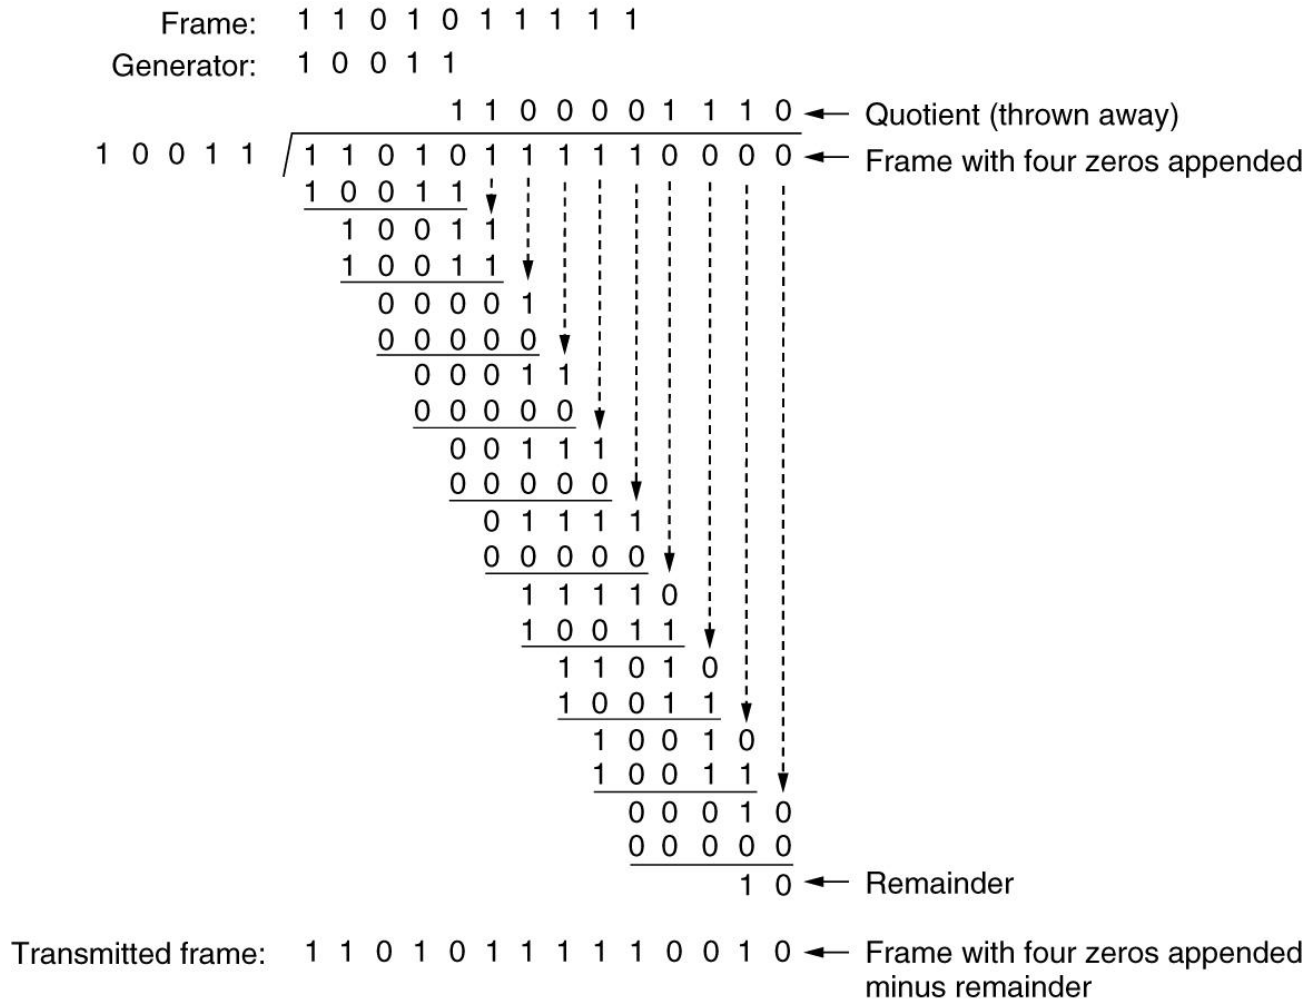 Frame: 1 1 0 1 0 1 1 1 1 1
Generator: 1 0 0 1 1
1 1 0 0 0 0 1 1 1 0 Quotient (thrown away)
1 0 0 1 1 1 1 0 1 0 1 1 1 1 1 0 0 0 0 Frame with four zeros appended
1 0 0 1 1
1 0 0 1 1
1 0 0 1 1
0 0 0 0 1
0 0 0 0 0
0 0 0 1 1
0 0 0 0 0
0 0 1 1 1
0 0 0 0 0
0 1 1 1 1
0 0 0 0 0
1 1 1 1 0
1 0 0 1 1
1 1 0 1 0
1 0 0 1 1
1 0 0 1 0
1 0 0 1 1
0 0 0 1 0
0 0 0 0 0
1 0 Remainder
Transmitted frame: 1 1 0 1 0 1 1 1 1 1 0 0 1 0 Frame with four zeros appended
minus remainder